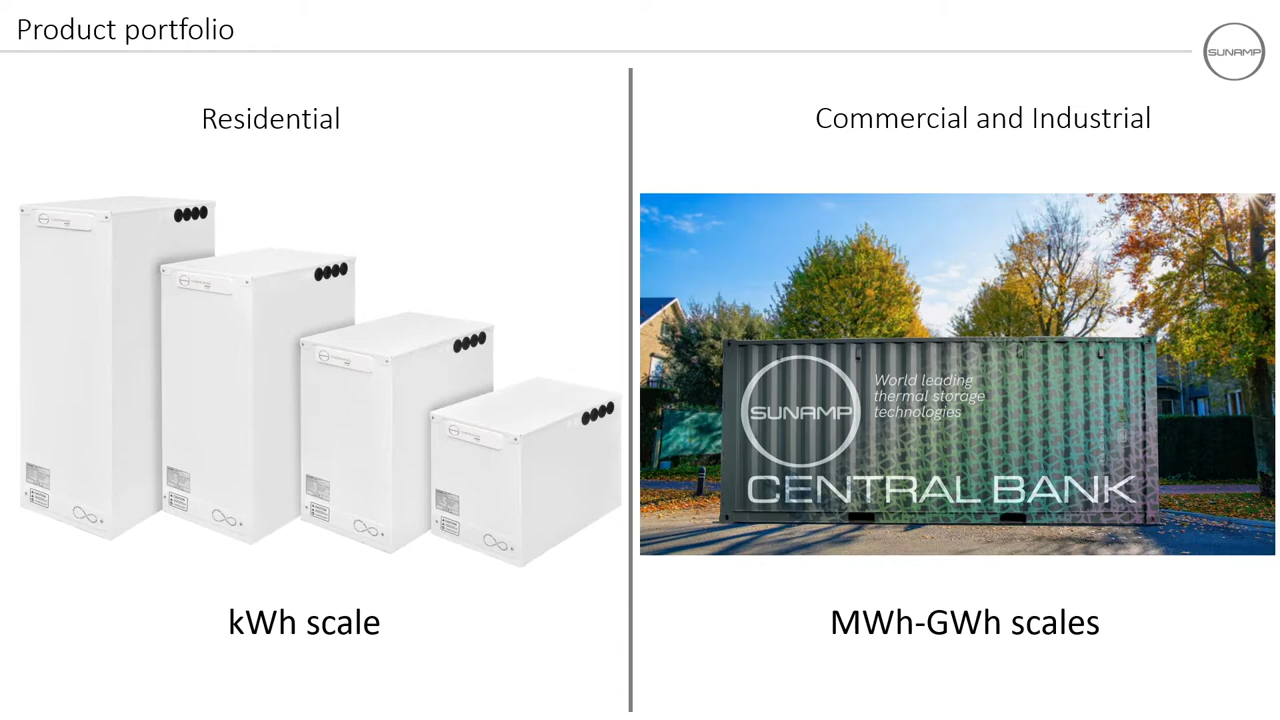 Product portfolio
SUNAMP
Residential
Commercial and Industrial
SUNAMP
World leading
thermal storage
technologies
CENTRAL BANK
kWh scale
MWh-GWh scales